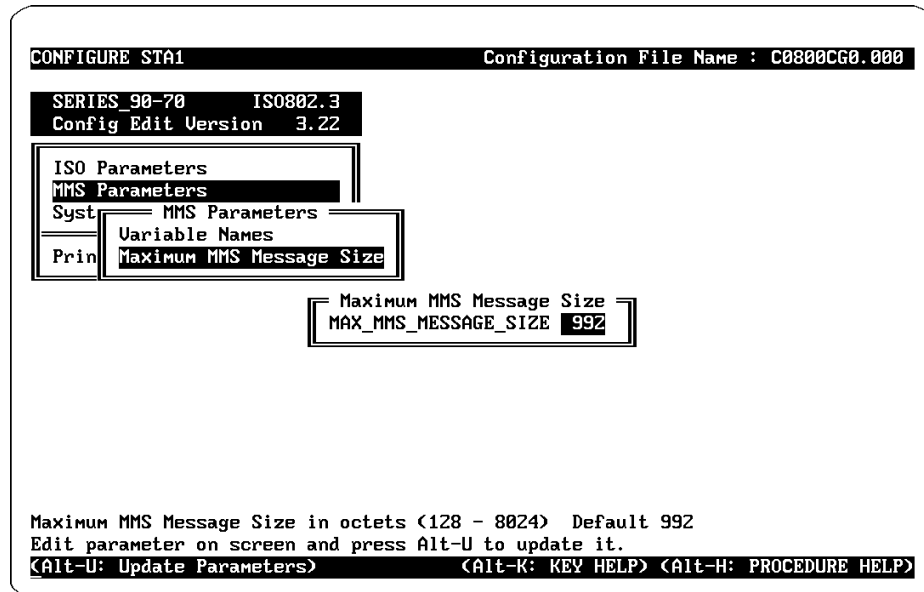 CONFIGURE STA1 Configuration File Name : C0800CG0.000
SERIES_90-70 ISO802.3
Config Edit Version 3.22
ISO Parameters
MMS Parameters
Syst
MMS Parameters
Variable Names
Prin
Maximum MMS Message Size
Maximum MMS Message Size
MAX_MMS_MESSAGE_SIZE 992
Maximum MMS Message Size in octets (128 - 8024) Default 992
Edit parameter on screen and press Alt-U to update it.
(Alt-U: Update Parameters) (Alt-K: KEY HELP) (Alt-H: PROCEDURE HELP)